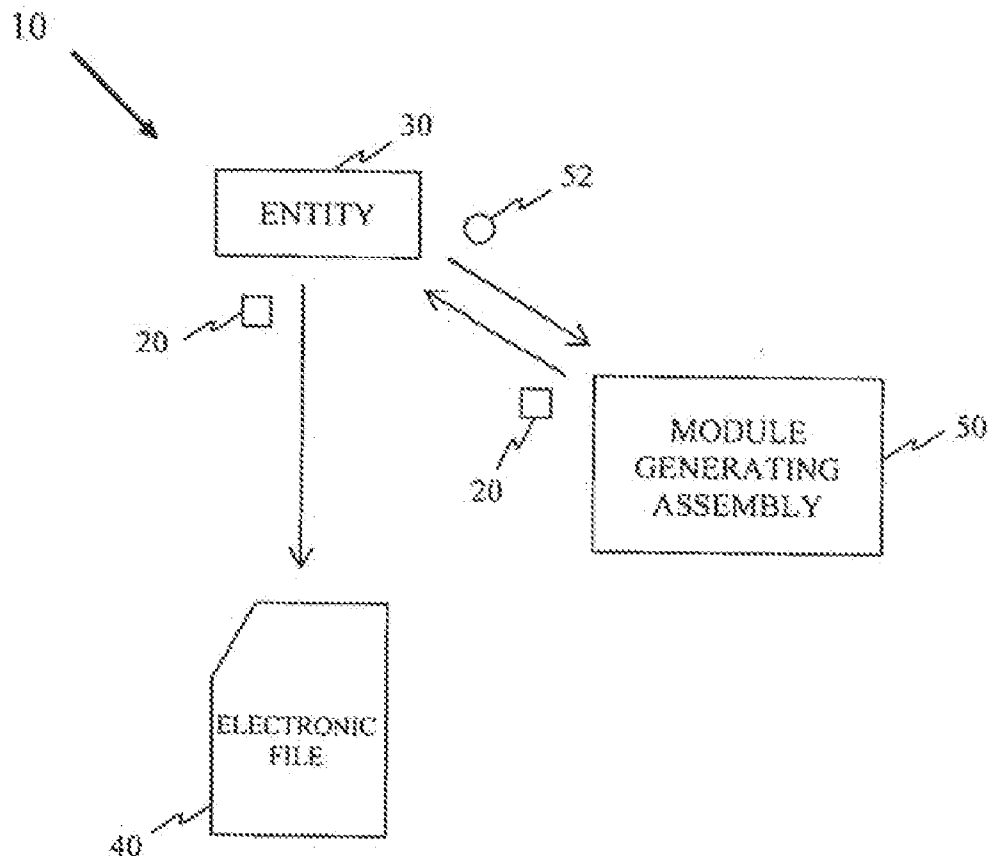 10
30
ENTITY
52
20
20
MODULE
GENERATING
ASSEMBLY
50
ELECTRONIC
FILE
40